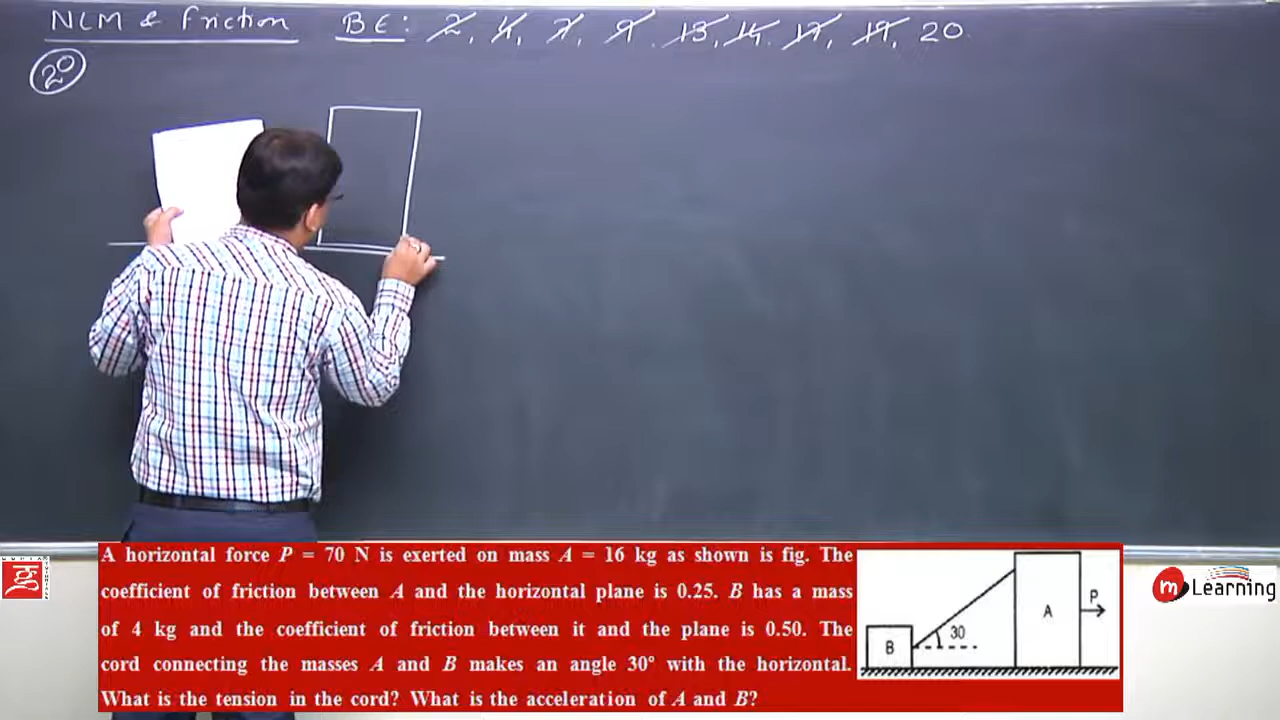 NLM & Friction BE: 2, 4, 7, 9, 13, 14, 17, 19, 20
20
A horizontal force P = 70 N is exerted on mass A = 16 kg as shown is fig. The
coefficient of friction between A and the horizontal plane is 0.25. B has a mass
of 4 kg and the coefficient of friction between it and the plane is 0.50. The
cord connecting the masses A and B makes an angle 30° with the horizontal.
What is the tension in the cord? What is the acceleration of A and B?
B
30
A
P
m Learning